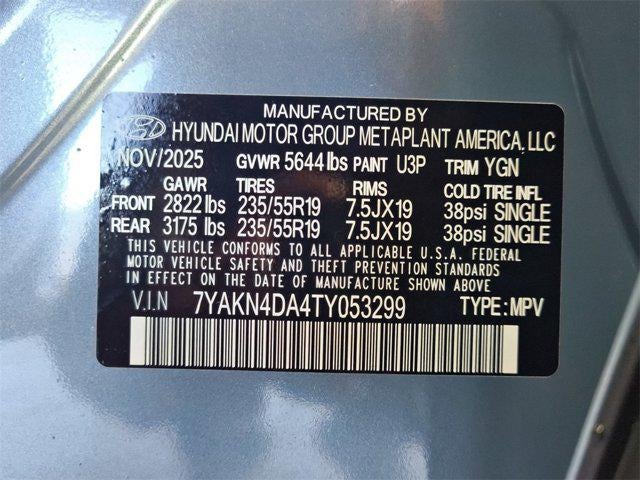 MANUFACTURED BY
HYUNDAI MOTOR GROUP METAPLANT AMERICA, LLC
NOV/2025 GVWR 5644 lbs PAINT U3P TRIM YGN
GAWR TIRES RIMS COLD TIRE INFL
FRONT 2822 lbs 235/55R19 7.5JX19 38psi SINGLE
REAR 3175 lbs 235/55R19 7.5JX19 38psi SINGLE
THIS VEHICLE CONFORMS TO ALL APPLICABLE U.S.A. FEDERAL
MOTOR VEHICLE SAFETY AND THEFT PREVENTION STANDARDS
IN EFFECT ON THE DATE OF MANUFACTURE SHOWN ABOVE.
V.I.N 7YAKN4DA4TY053299 TYPE:MPV